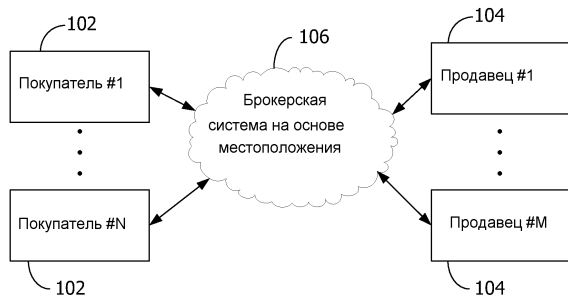 102
106
104
Покупатель #1
Брокерская
система на основе
местоположения
Продавец #1
Покупатель #N
Продавец #M
102
104